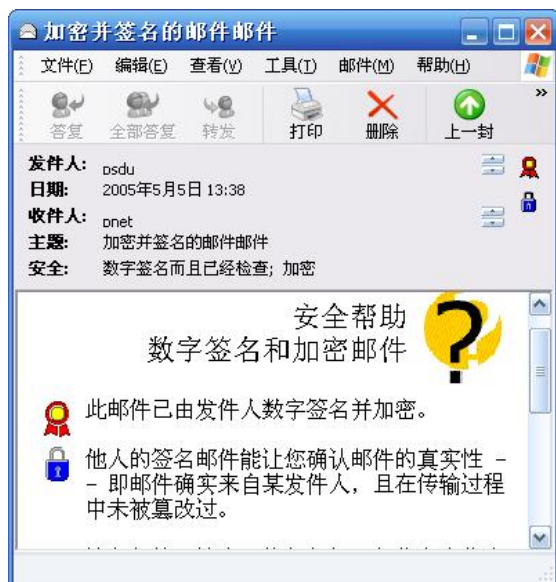 加密并签名的邮件邮件
文件(F) 编辑(E) 查看(V) 工具(T) 邮件(M) 帮助(H)
答复 全部答复 转发 打印 删除 上一封 »
发件人: psdu
日期: 2005年5月5日 13:38
收件人: pnet
主题: 加密并签名的邮件邮件
安全: 数字签名而且已经检查; 加密
安全帮助
数字签名和加密邮件
此邮件已由发件人数字签名并加密。
他人的签名邮件能让您确认邮件的真实性 -
- 即邮件确实来自某发件人，且在传输过程
中未被篡改过。